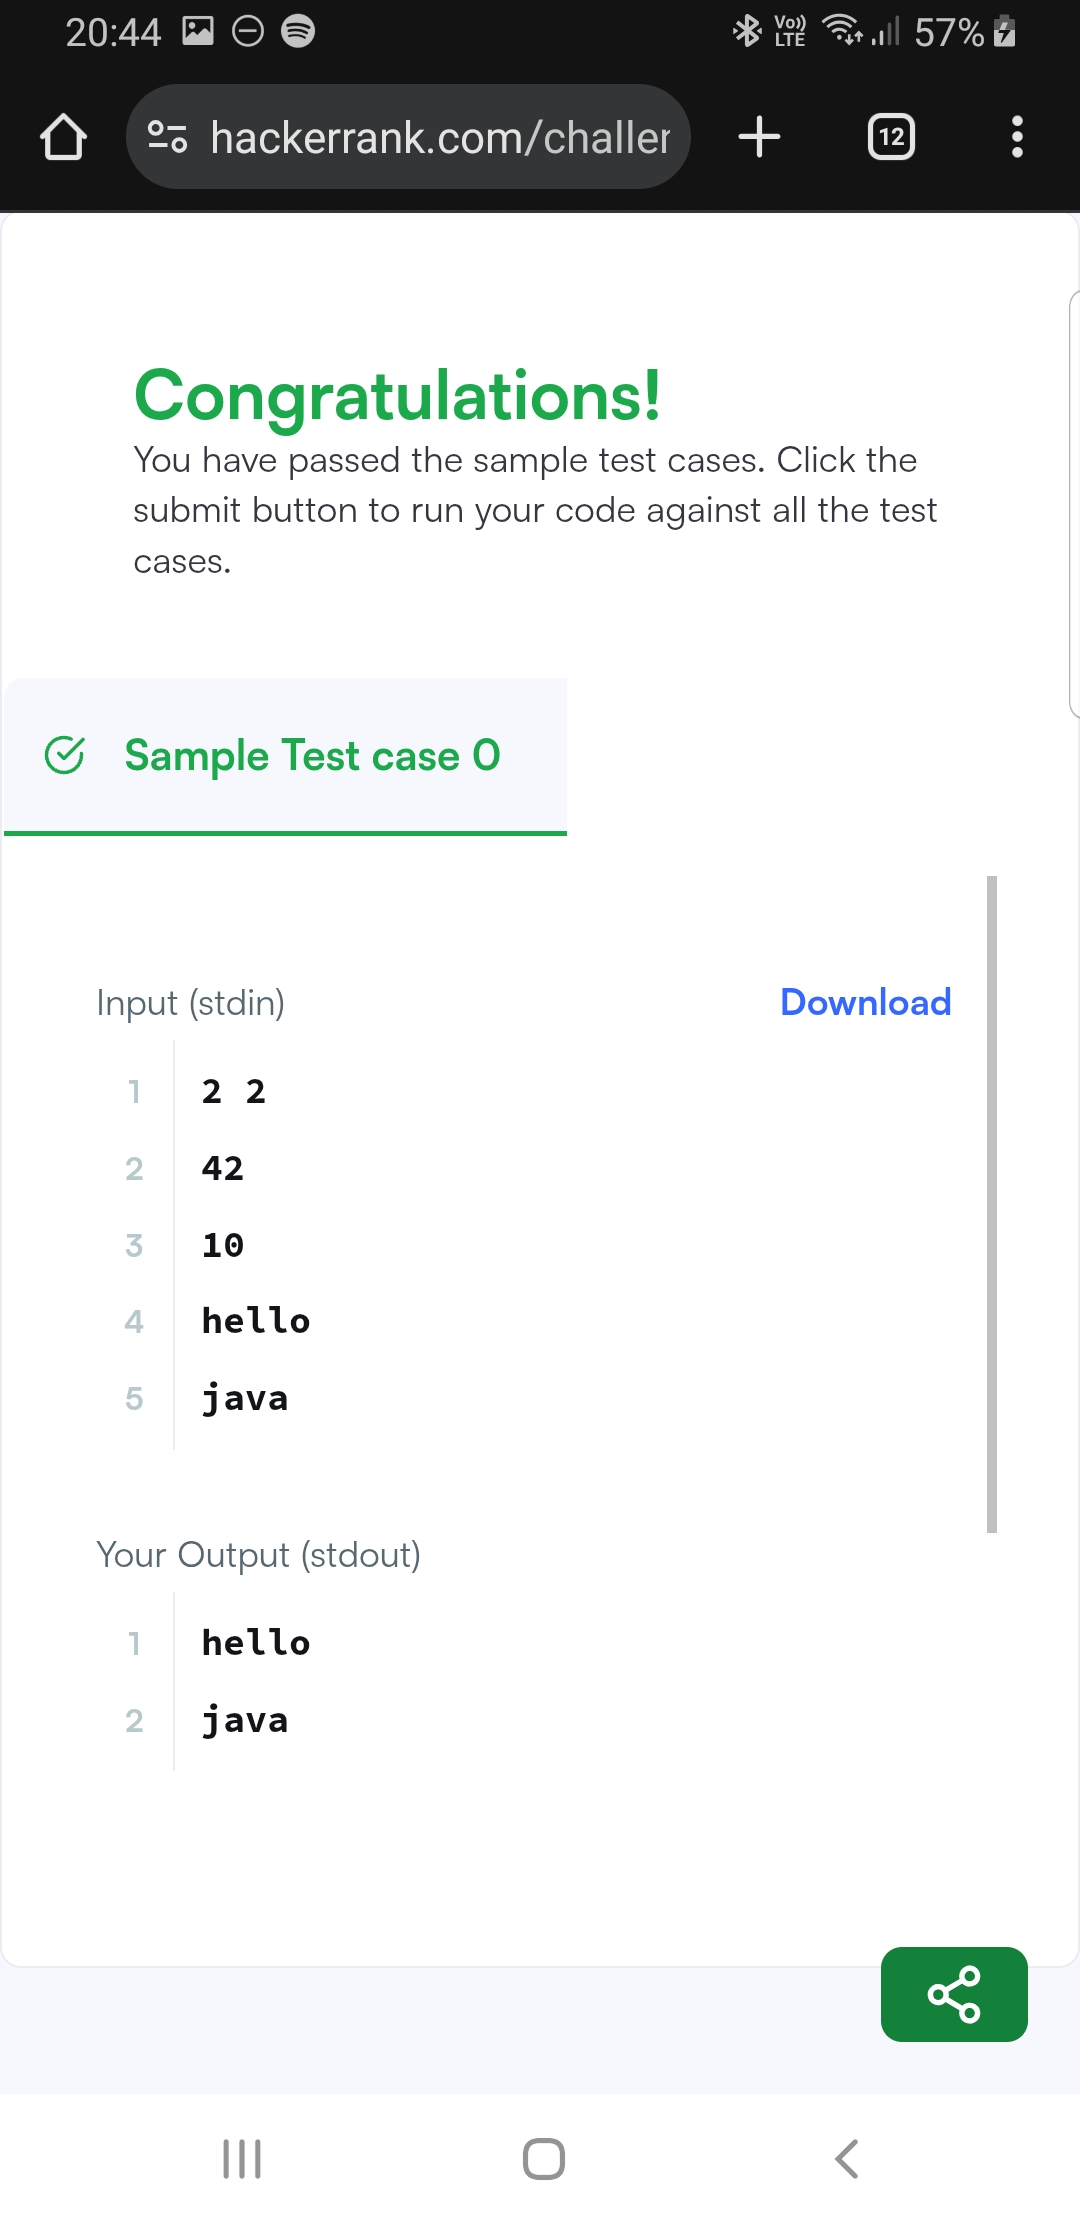 20:44 Vo)) LTE 57%
hackerrank.com/challer 12
Congratulations!
You have passed the sample test cases. Click the
submit button to run your code against all the test
cases.
Sample Test case 0
Input (stdin) Download
1 2 2
2 42
3 10
4 hello
5 java
Your Output (stdout)
1 hello
2 java